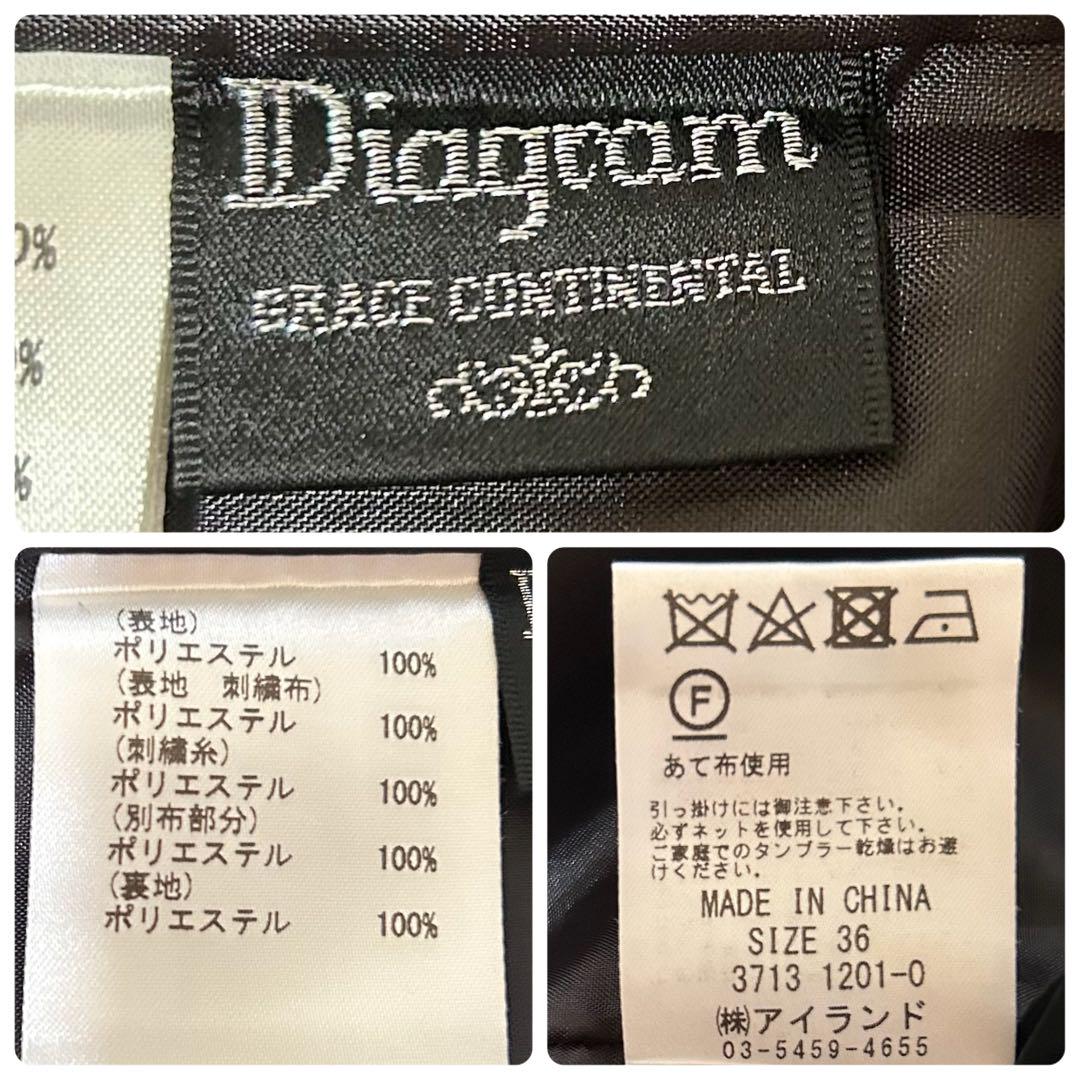 Diagram
GRACE CONTINENTAL
0%
%
%
(表地)
ポリエステル 100%
(表地 刺繍布)
ポリエステル 100%
(刺繍糸)
ポリエステル 100%
(別布部分)
ポリエステル 100%
(裏地)
ポリエステル 100%
F
あて布使用
引っ掛けには御注意下さい。
必ずネットを使用して下さい。
ご家庭でのタンブラー乾燥はお避
けください。
MADE IN CHINA
SIZE 36
3713 1201-0
㈱アイランド
03-5459-4655